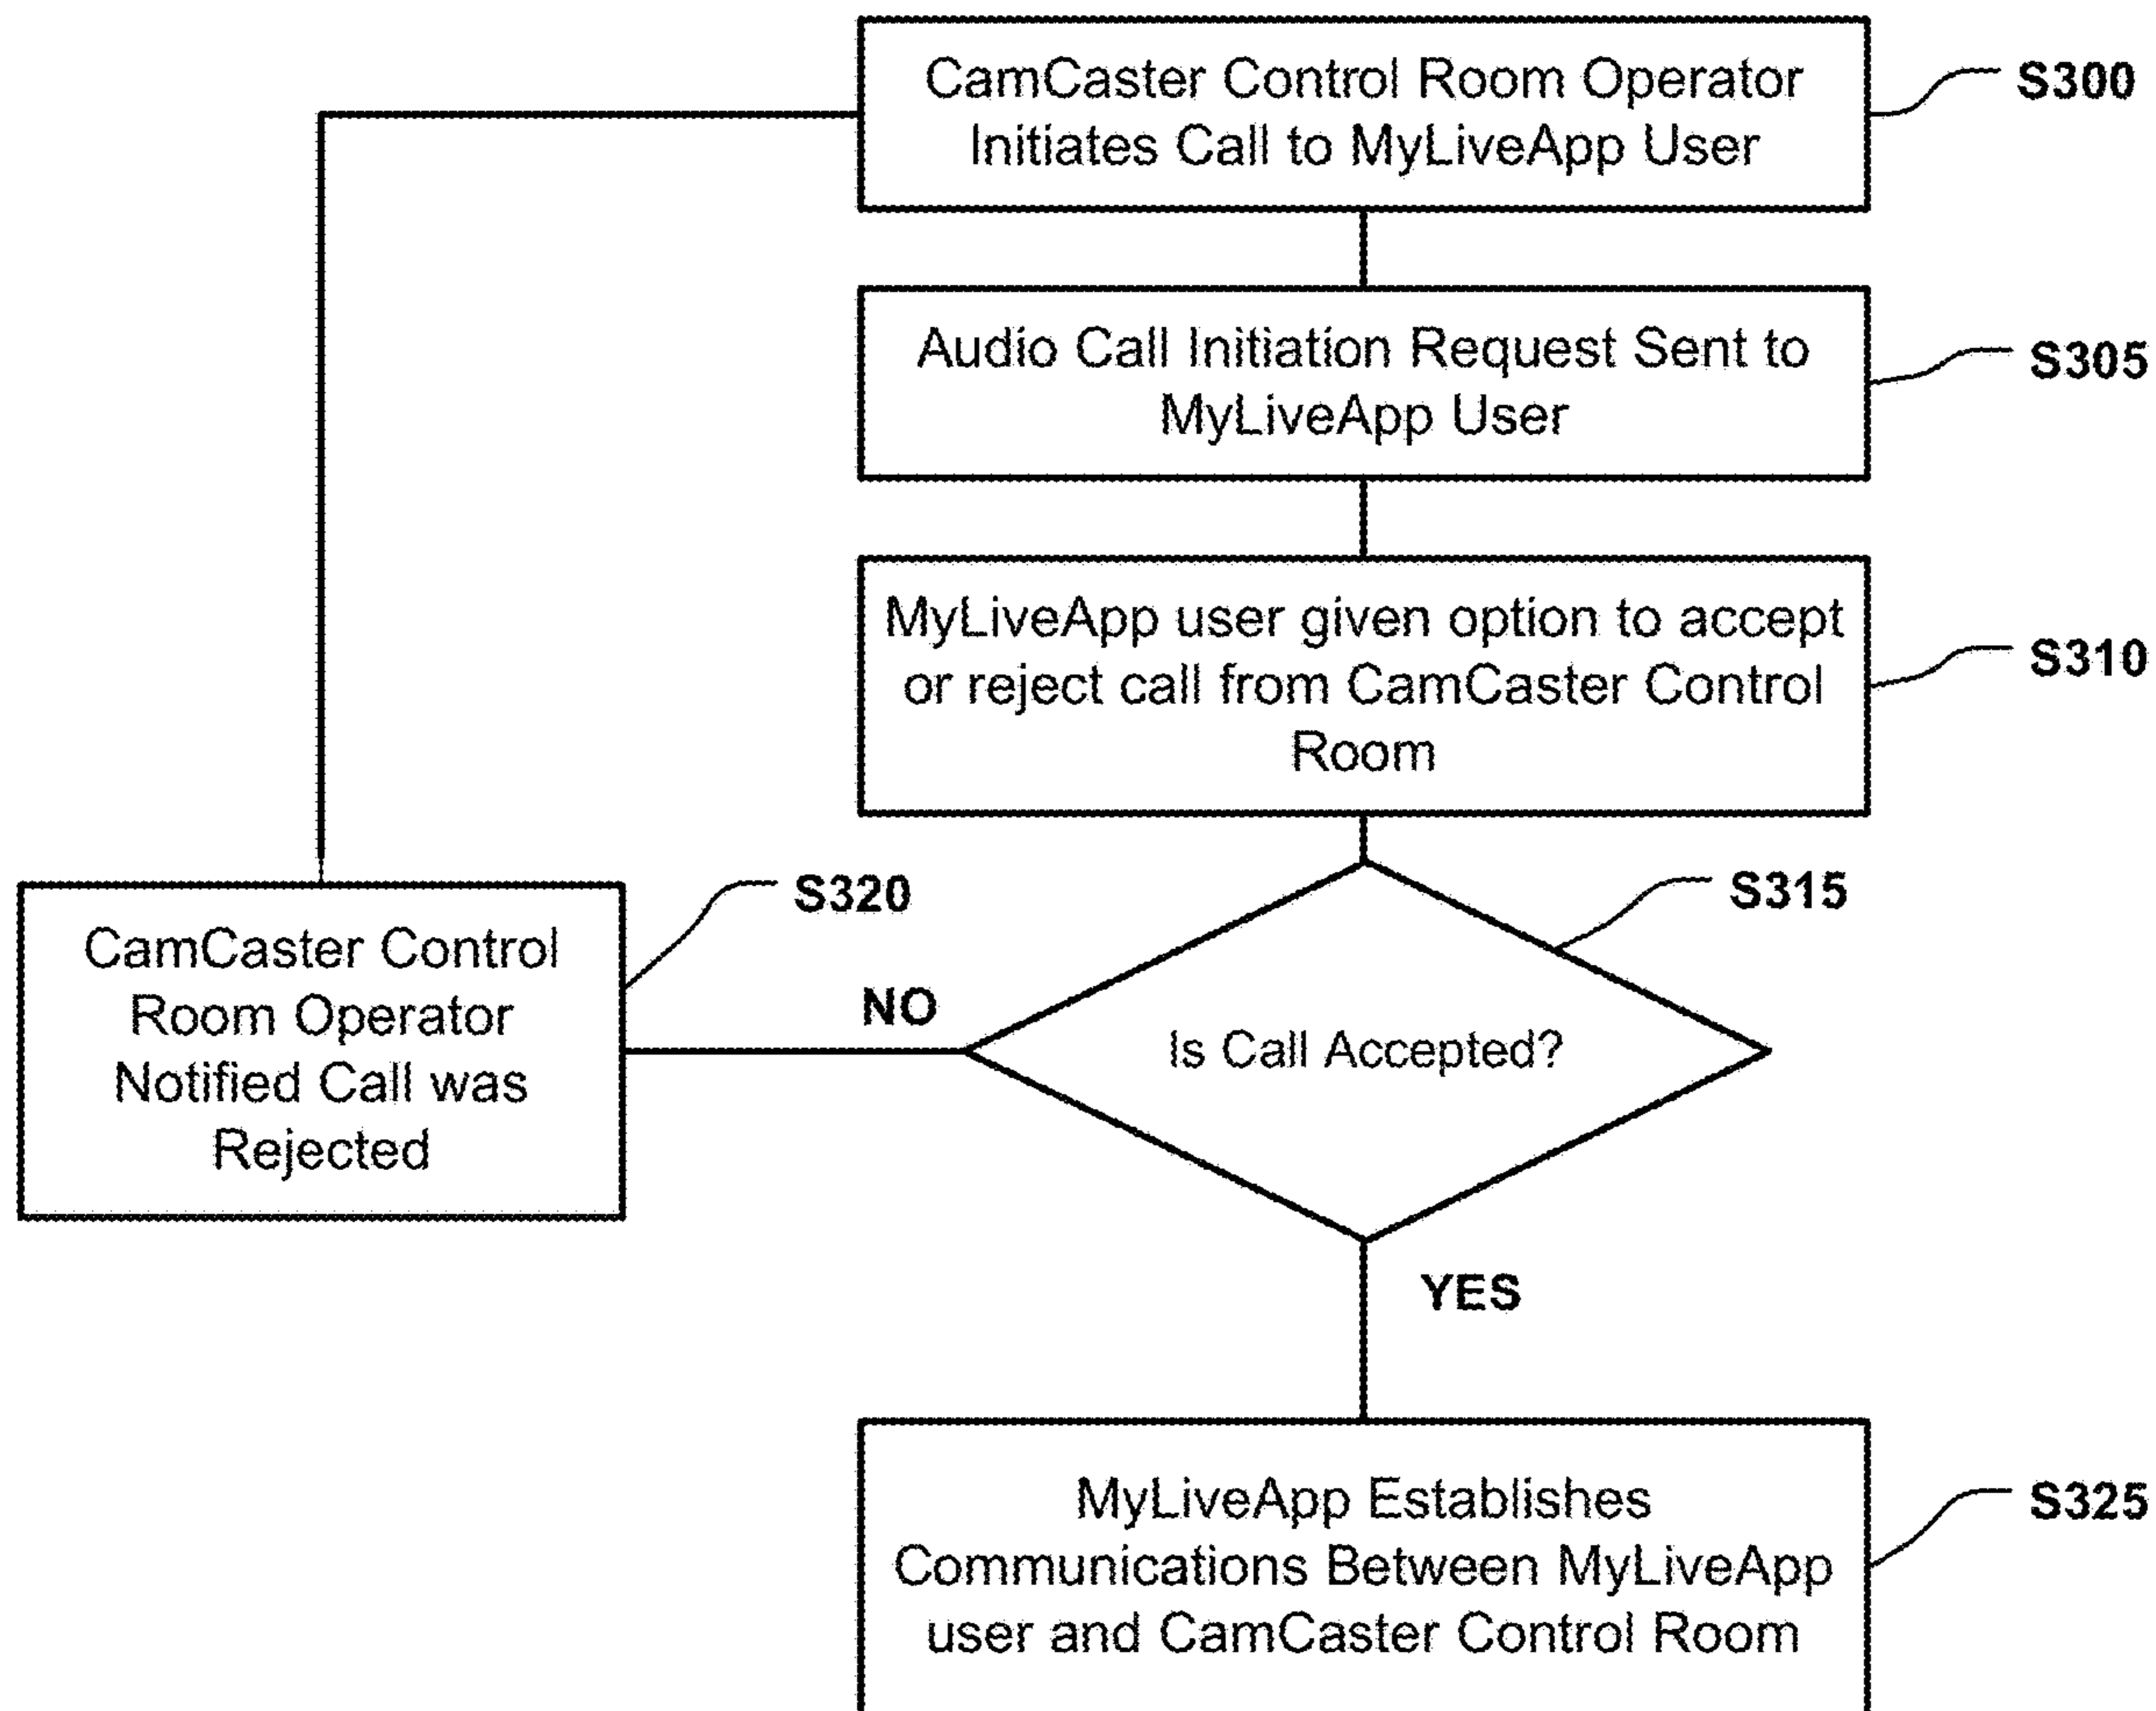 CamCaster Control Room Operator
Initiates Call to MyLiveApp User
S300
Audio Call Initiation Request Sent to
MyLiveApp User
S305
MyLiveApp user given option to accept
or reject call from CamCaster Control
Room
S310
Is Call Accepted?
S315
NO
CamCaster Control
Room Operator
Notified Call was
Rejected
S320
YES
MyLiveApp Establishes
Communications Between MyLiveApp
user and CamCaster Control Room
S325